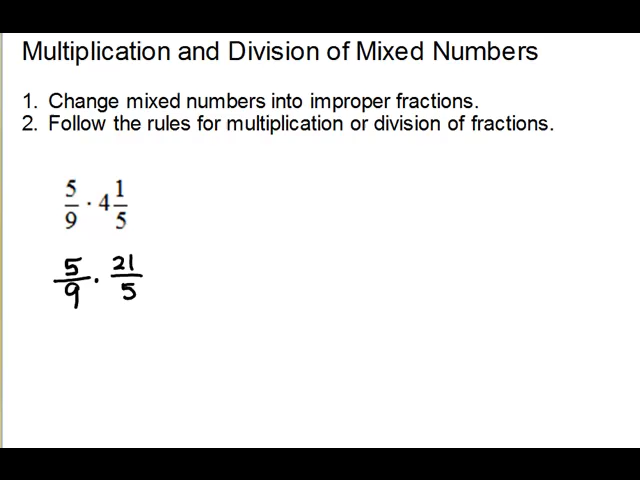 Multiplication and Division of Mixed Numbers
1. Change mixed numbers into improper fractions.
2. Follow the rules for multiplication or division of fractions.
5/9 · 4 1/5
5/9 · 21/5